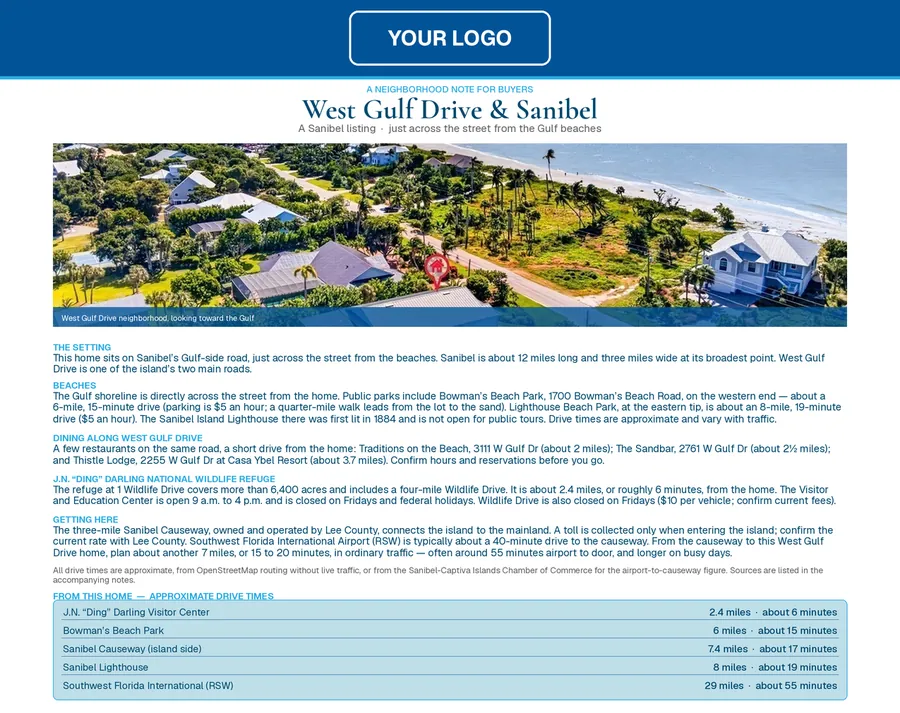 YOUR LOGO
A NEIGHBORHOOD NOTE FOR BUYERS
West Gulf Drive & Sanibel
A Sanibel listing · just across the street from the Gulf beaches
West Gulf Drive neighborhood, looking toward the Gulf
THE SETTING
This home sits on Sanibel's Gulf-side road, just across the street from the beaches. Sanibel is about 12 miles long and three miles wide at its broadest point. West Gulf
Drive is one of the island's two main roads.
BEACHES
The Gulf shoreline is directly across the street from the home. Public parks include Bowman's Beach Park, 1700 Bowman's Beach Road, on the western end — about a
6-mile, 15-minute drive (parking is $5 an hour; a quarter-mile walk leads from the lot to the sand). Lighthouse Beach Park, at the eastern tip, is about an 8-mile, 19-minute
drive ($5 an hour). The Sanibel Island Lighthouse there was first lit in 1884 and is not open for public tours. Drive times are approximate and vary with traffic.
DINING ALONG WEST GULF DRIVE
A few restaurants on the same road, a short drive from the home: Traditions on the Beach, 3111 W Gulf Dr (about 2 miles); The Sandbar, 2761 W Gulf Dr (about 2½ miles);
and Thistle Lodge, 2255 W Gulf Dr at Casa Ybel Resort (about 3.7 miles). Confirm hours and reservations before you go.
J.N. "DING" DARLING NATIONAL WILDLIFE REFUGE
The refuge at 1 Wildlife Drive covers more than 6,400 acres and includes a four-mile Wildlife Drive. It is about 2.4 miles, or roughly 6 minutes, from the home. The Visitor
and Education Center is open 9 a.m. to 4 p.m. and is closed on Fridays and federal holidays. Wildlife Drive is also closed on Fridays ($10 per vehicle; confirm current fees).
GETTING HERE
The three-mile Sanibel Causeway, owned and operated by Lee County, connects the island to the mainland. A toll is collected only when entering the island; confirm the
current rate with Lee County. Southwest Florida International Airport (RSW) is typically about a 40-minute drive to the causeway. From the causeway to this West Gulf
Drive home, plan about another 7 miles, or 15 to 20 minutes, in ordinary traffic — often around 55 minutes airport to door, and longer on busy days.
All drive times are approximate, from OpenStreetMap routing without live traffic, or from the Sanibel-Captiva Islands Chamber of Commerce for the airport-to-causeway figure. Sources are listed in the
accompanying notes.
FROM THIS HOME — APPROXIMATE DRIVE TIMES
J.N. "Ding" Darling Visitor Center 2.4 miles · about 6 minutes
Bowman's Beach Park 6 miles · about 15 minutes
Sanibel Causeway (island side) 7.4 miles · about 17 minutes
Sanibel Lighthouse 8 miles · about 19 minutes
Southwest Florida International (RSW) 29 miles · about 55 minutes